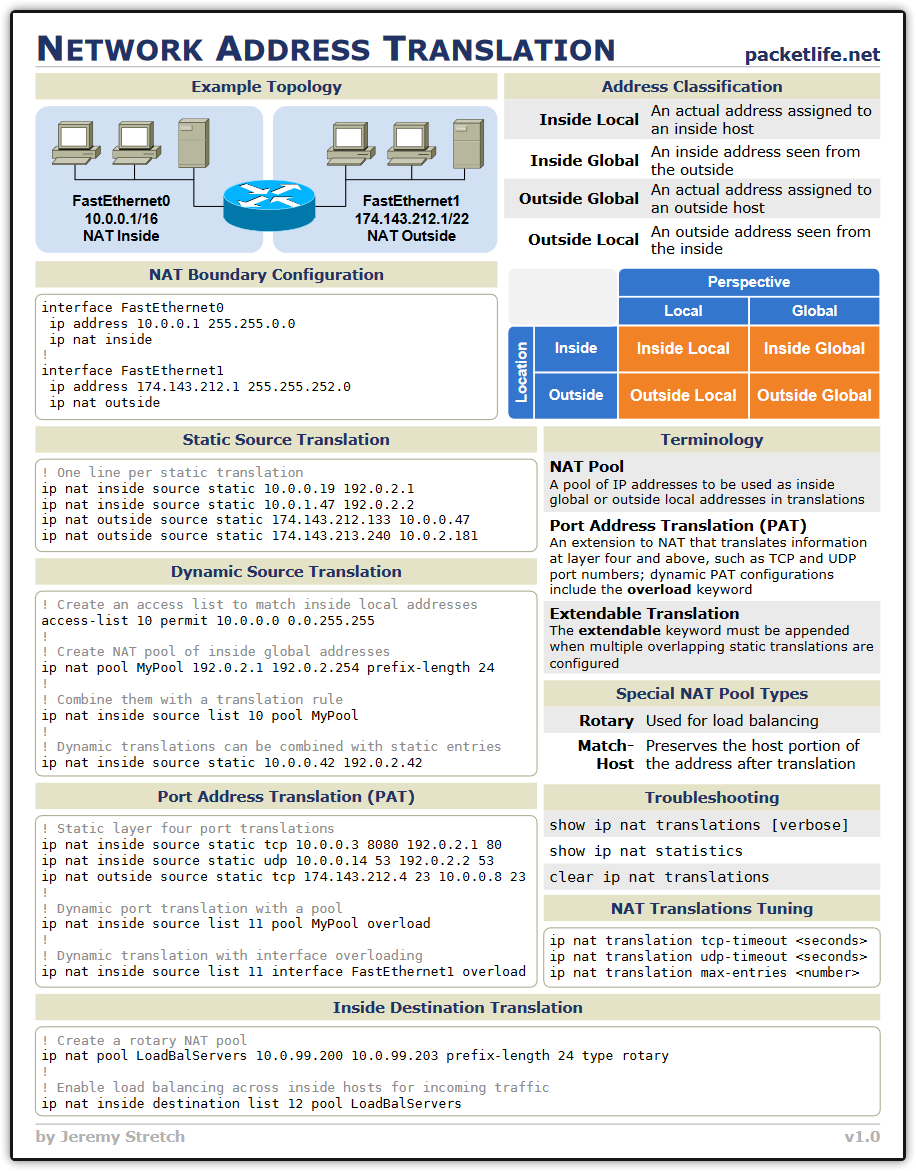 NETWORK ADDRESS TRANSLATION
packetlife.net
Example Topology
FastEthernet0
10.0.0.1/16
NAT Inside
FastEthernet1
174.143.212.1/22
NAT Outside
Address Classification
Inside Local An actual address assigned to
an inside host
Inside Global An inside address seen from
the outside
Outside Global An actual address assigned to
an outside host
Outside Local An outside address seen from
the inside
Perspective
Local Global
Location
Inside Inside Local Inside Global
Outside Outside Local Outside Global
NAT Boundary Configuration
interface FastEthernet0
 ip address 10.0.0.1 255.255.0.0
 ip nat inside
!
interface FastEthernet1
 ip address 174.143.212.1 255.255.252.0
 ip nat outside
Static Source Translation
! One line per static translation
ip nat inside source static 10.0.0.19 192.0.2.1
ip nat inside source static 10.0.1.47 192.0.2.2
ip nat outside source static 174.143.212.133 10.0.0.47
ip nat outside source static 174.143.213.240 10.0.2.181
Dynamic Source Translation
! Create an access list to match inside local addresses
access-list 10 permit 10.0.0.0 0.0.255.255
!
! Create NAT pool of inside global addresses
ip nat pool MyPool 192.0.2.1 192.0.2.254 prefix-length 24
!
! Combine them with a translation rule
ip nat inside source list 10 pool MyPool
!
! Dynamic translations can be combined with static entries
ip nat inside source static 10.0.0.42 192.0.2.42
Port Address Translation (PAT)
! Static layer four port translations
ip nat inside source static tcp 10.0.0.3 8080 192.0.2.1 80
ip nat inside source static udp 10.0.0.14 53 192.0.2.2 53
ip nat outside source static tcp 174.143.212.4 23 10.0.0.8 23
!
! Dynamic port translation with a pool
ip nat inside source list 11 pool MyPool overload
!
! Dynamic translation with interface overloading
ip nat inside source list 11 interface FastEthernet1 overload
Terminology
NAT Pool
A pool of IP addresses to be used as inside
global or outside local addresses in translations
Port Address Translation (PAT)
An extension to NAT that translates information
at layer four and above, such as TCP and UDP
port numbers; dynamic PAT configurations
include the overload keyword
Extendable Translation
The extendable keyword must be appended
when multiple overlapping static translations are
configured
Special NAT Pool Types
Rotary Used for load balancing
Match- Preserves the host portion of
Host the address after translation
Troubleshooting
show ip nat translations [verbose]
show ip nat statistics
clear ip nat translations
NAT Translations Tuning
ip nat translation tcp-timeout <seconds>
ip nat translation udp-timeout <seconds>
ip nat translation max-entries <number>
Inside Destination Translation
! Create a rotary NAT pool
ip nat pool LoadBalServers 10.0.99.200 10.0.99.203 prefix-length 24 type rotary
!
! Enable load balancing across inside hosts for incoming traffic
ip nat inside destination list 12 pool LoadBalServers
by Jeremy Stretch
v1.0